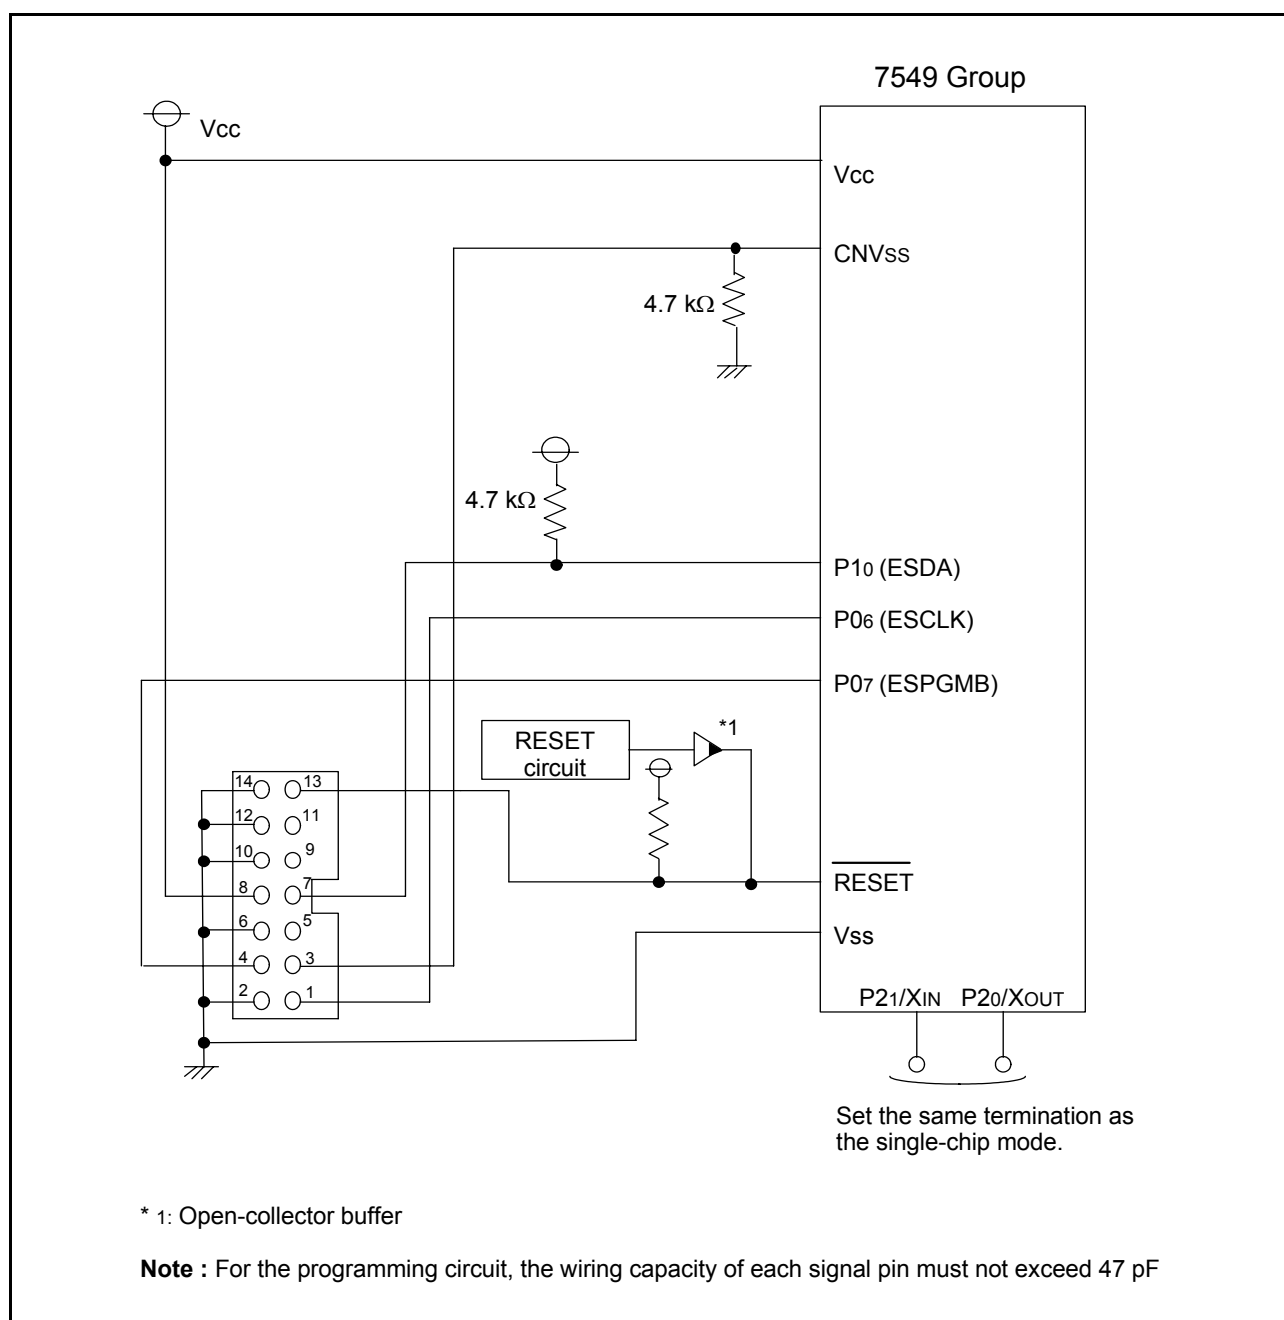 7549 Group
Vcc
Vcc
CNVSS
4.7 kΩ
4.7 kΩ
P10 (ESDA)
P06 (ESCLK)
P07 (ESPGMB)
*1
RESET
circuit
14 13
12 11
10 9
8 7
6 5
4 3
2 1
RESET
Vss
P21/XIN P20/XOUT
Set the same termination as
the single-chip mode.
* 1: Open-collector buffer
Note : For the programming circuit, the wiring capacity of each signal pin must not exceed 47 pF